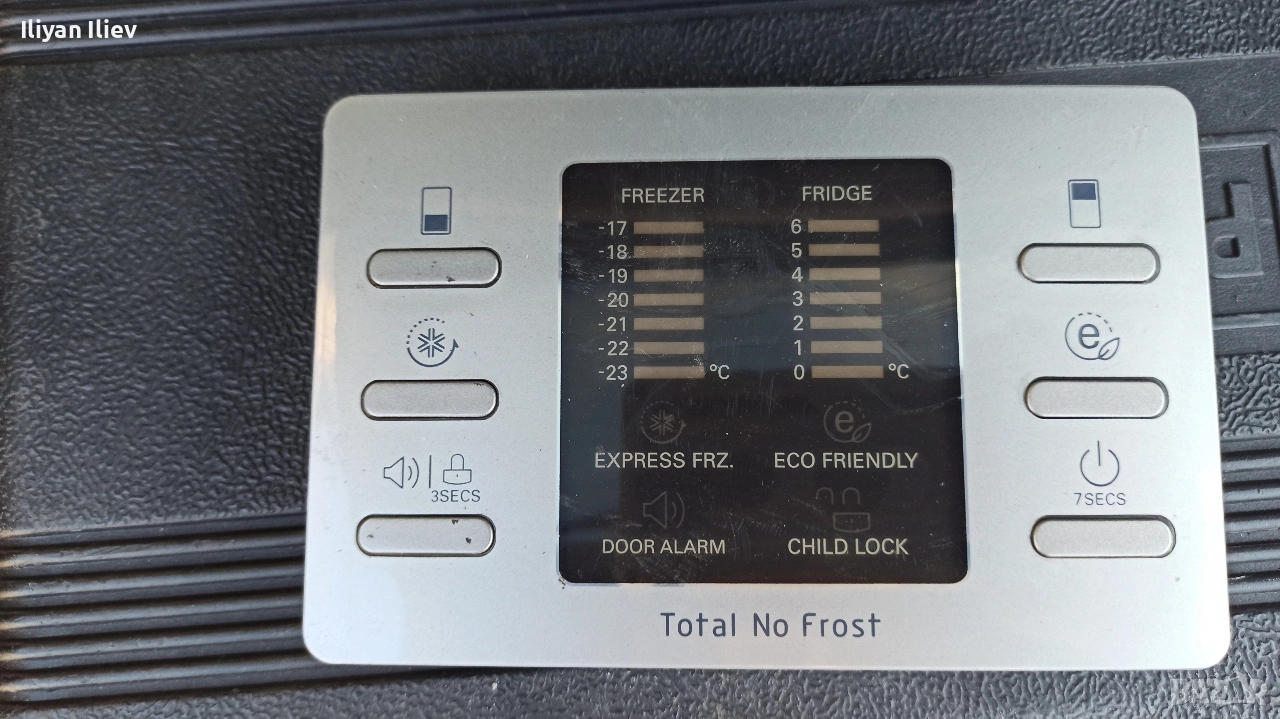 Iliyan Iliev
FREEZER FRIDGE
-17 6
-18 5
-19 4
-20 3
-21 2
-22 1
-23 °C 0 °C
e
e
EXPRESS FRZ. ECO FRIENDLY
3SECS 7SECS
DOOR ALARM CHILD LOCK
Total No Frost